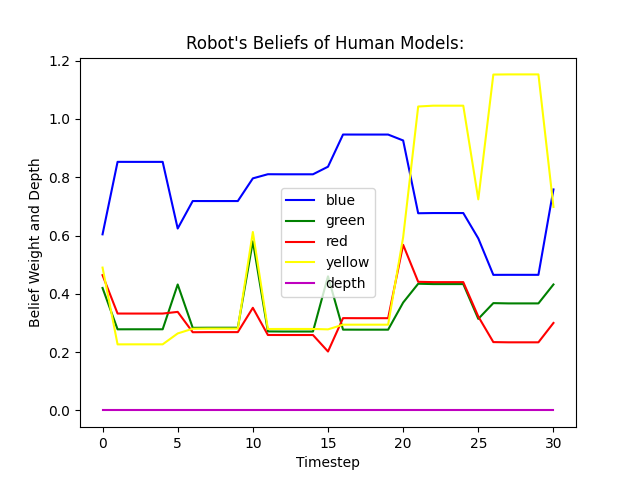 Robot's Beliefs of Human Models:
1.2
1.0
0.8
0.6
0.4
0.2
0.0
Belief Weight and Depth
blue
green
red
yellow
depth
0 5 10 15 20 25 30
Timestep